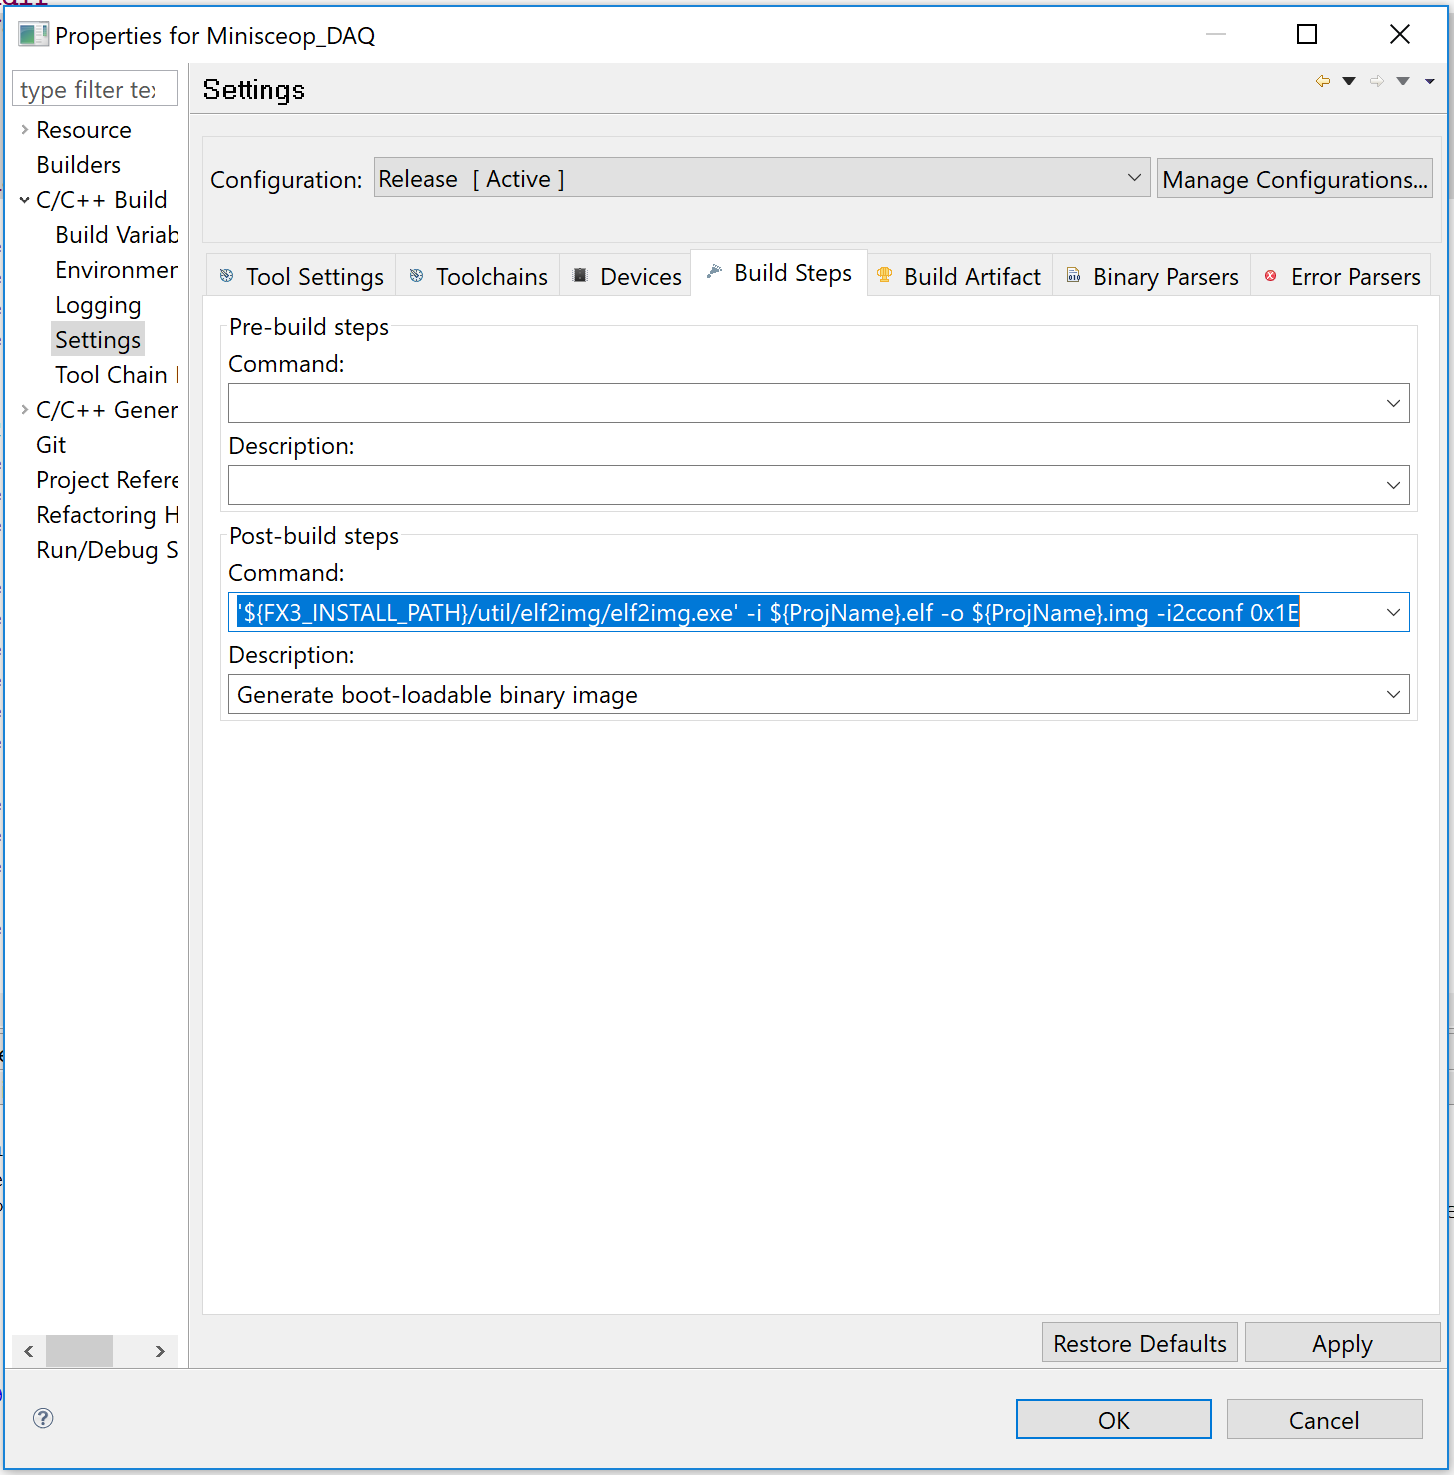 Properties for Minisceop_DAQ
type filter te
Settings
Resource
Builders
C/C++ Build
Build Variab
Environmer
Logging
Settings
Tool Chain
C/C++ Gener
Git
Project Refere
Refactoring H
Run/Debug S
Configuration:
Release [ Active ]
Manage Configurations...
Tool Settings
Toolchains
Devices
Build Steps
Build Artifact
Binary Parsers
Error Parsers
Pre-build steps
Command:
Description:
Post-build steps
Command:
'${FX3_INSTALL_PATH}/util/elf2img/elf2img.exe' -i ${ProjName}.elf -o ${ProjName}.img -i2cconf 0x1E
Description:
Generate boot-loadable binary image
Restore Defaults
Apply
OK
Cancel